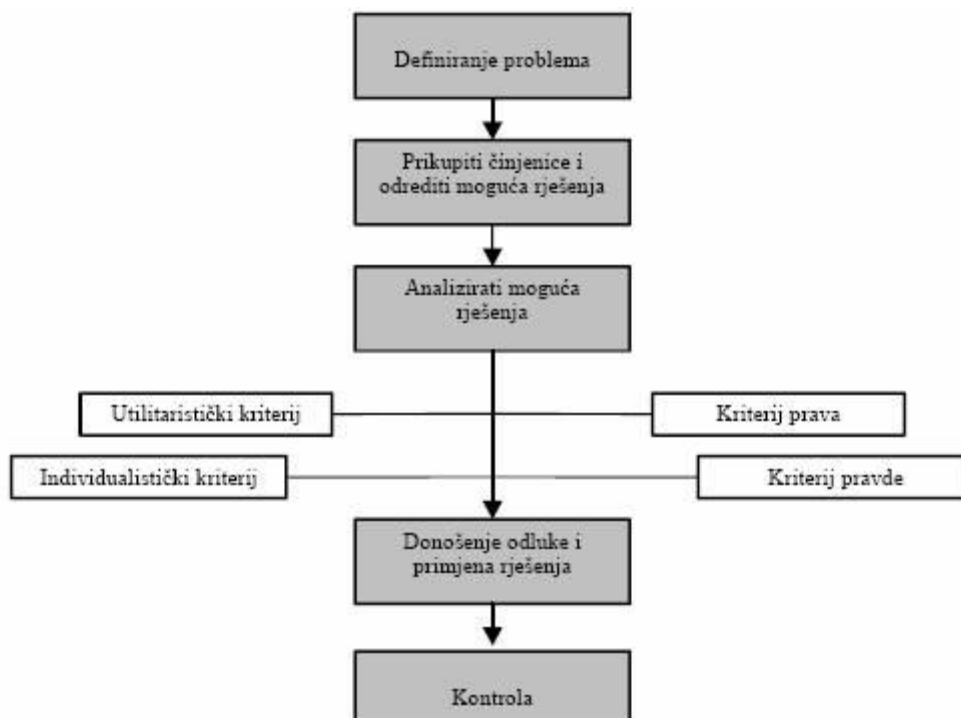 Definiranje problema
Prikupiti činjenice i
odrediti moguća rješenja
Analizirati moguća
rješenja
Utilitaristički kriterij
Kriterij prava
Individualistički kriterij
Kriterij pravde
Donošenje odluke i
primjena rješenja
Kontrola